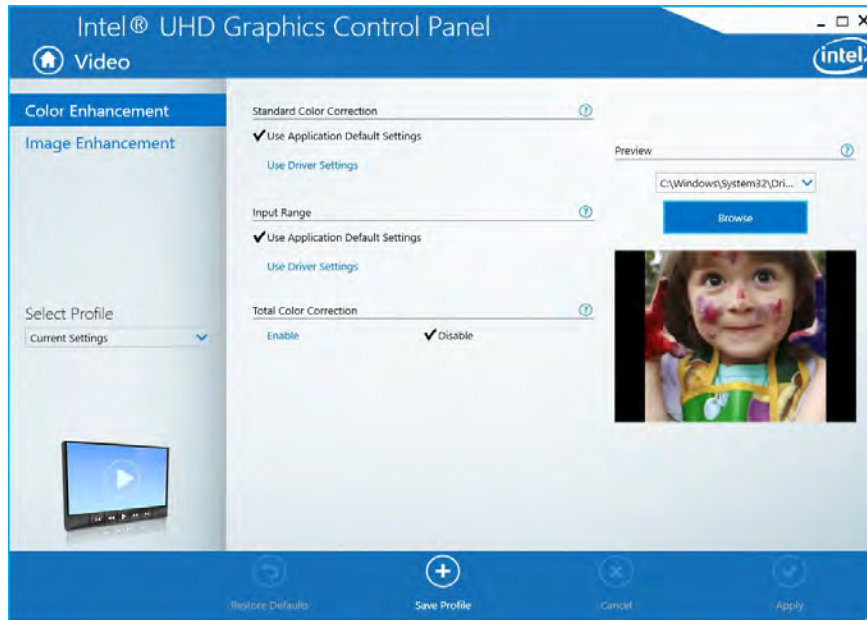 Intel® UHD Graphics Control Panel
Video
intel
Color Enhancement
Image Enhancement
Select Profile
Current Settings
Standard Color Correction
✔Use Application Default Settings
Use Driver Settings
Input Range
✔Use Application Default Settings
Use Driver Settings
Total Color Correction
Enable ✔Disable
Preview
C:\Windows\System32\Dri...
Browse
Restore Defaults Save Profile Cancel Apply